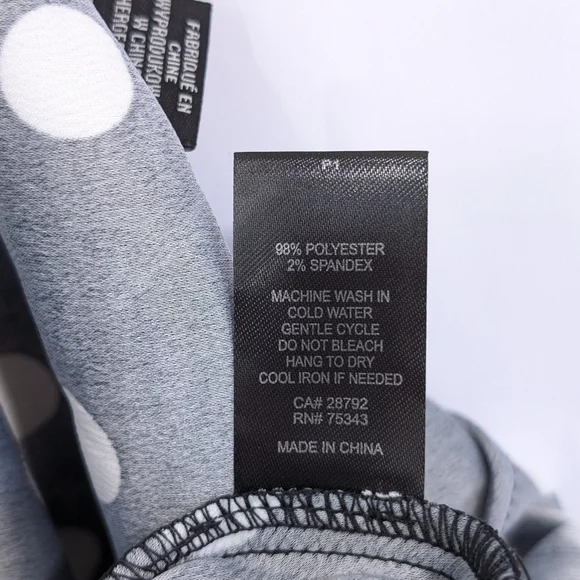 FABRIQUÉ EN
CHINE
P1
98% POLYESTER
2% SPANDEX
MACHINE WASH IN
COLD WATER
GENTLE CYCLE
DO NOT BLEACH
HANG TO DRY
COOL IRON IF NEEDED
CA# 28792
RN# 75343
MADE IN CHINA